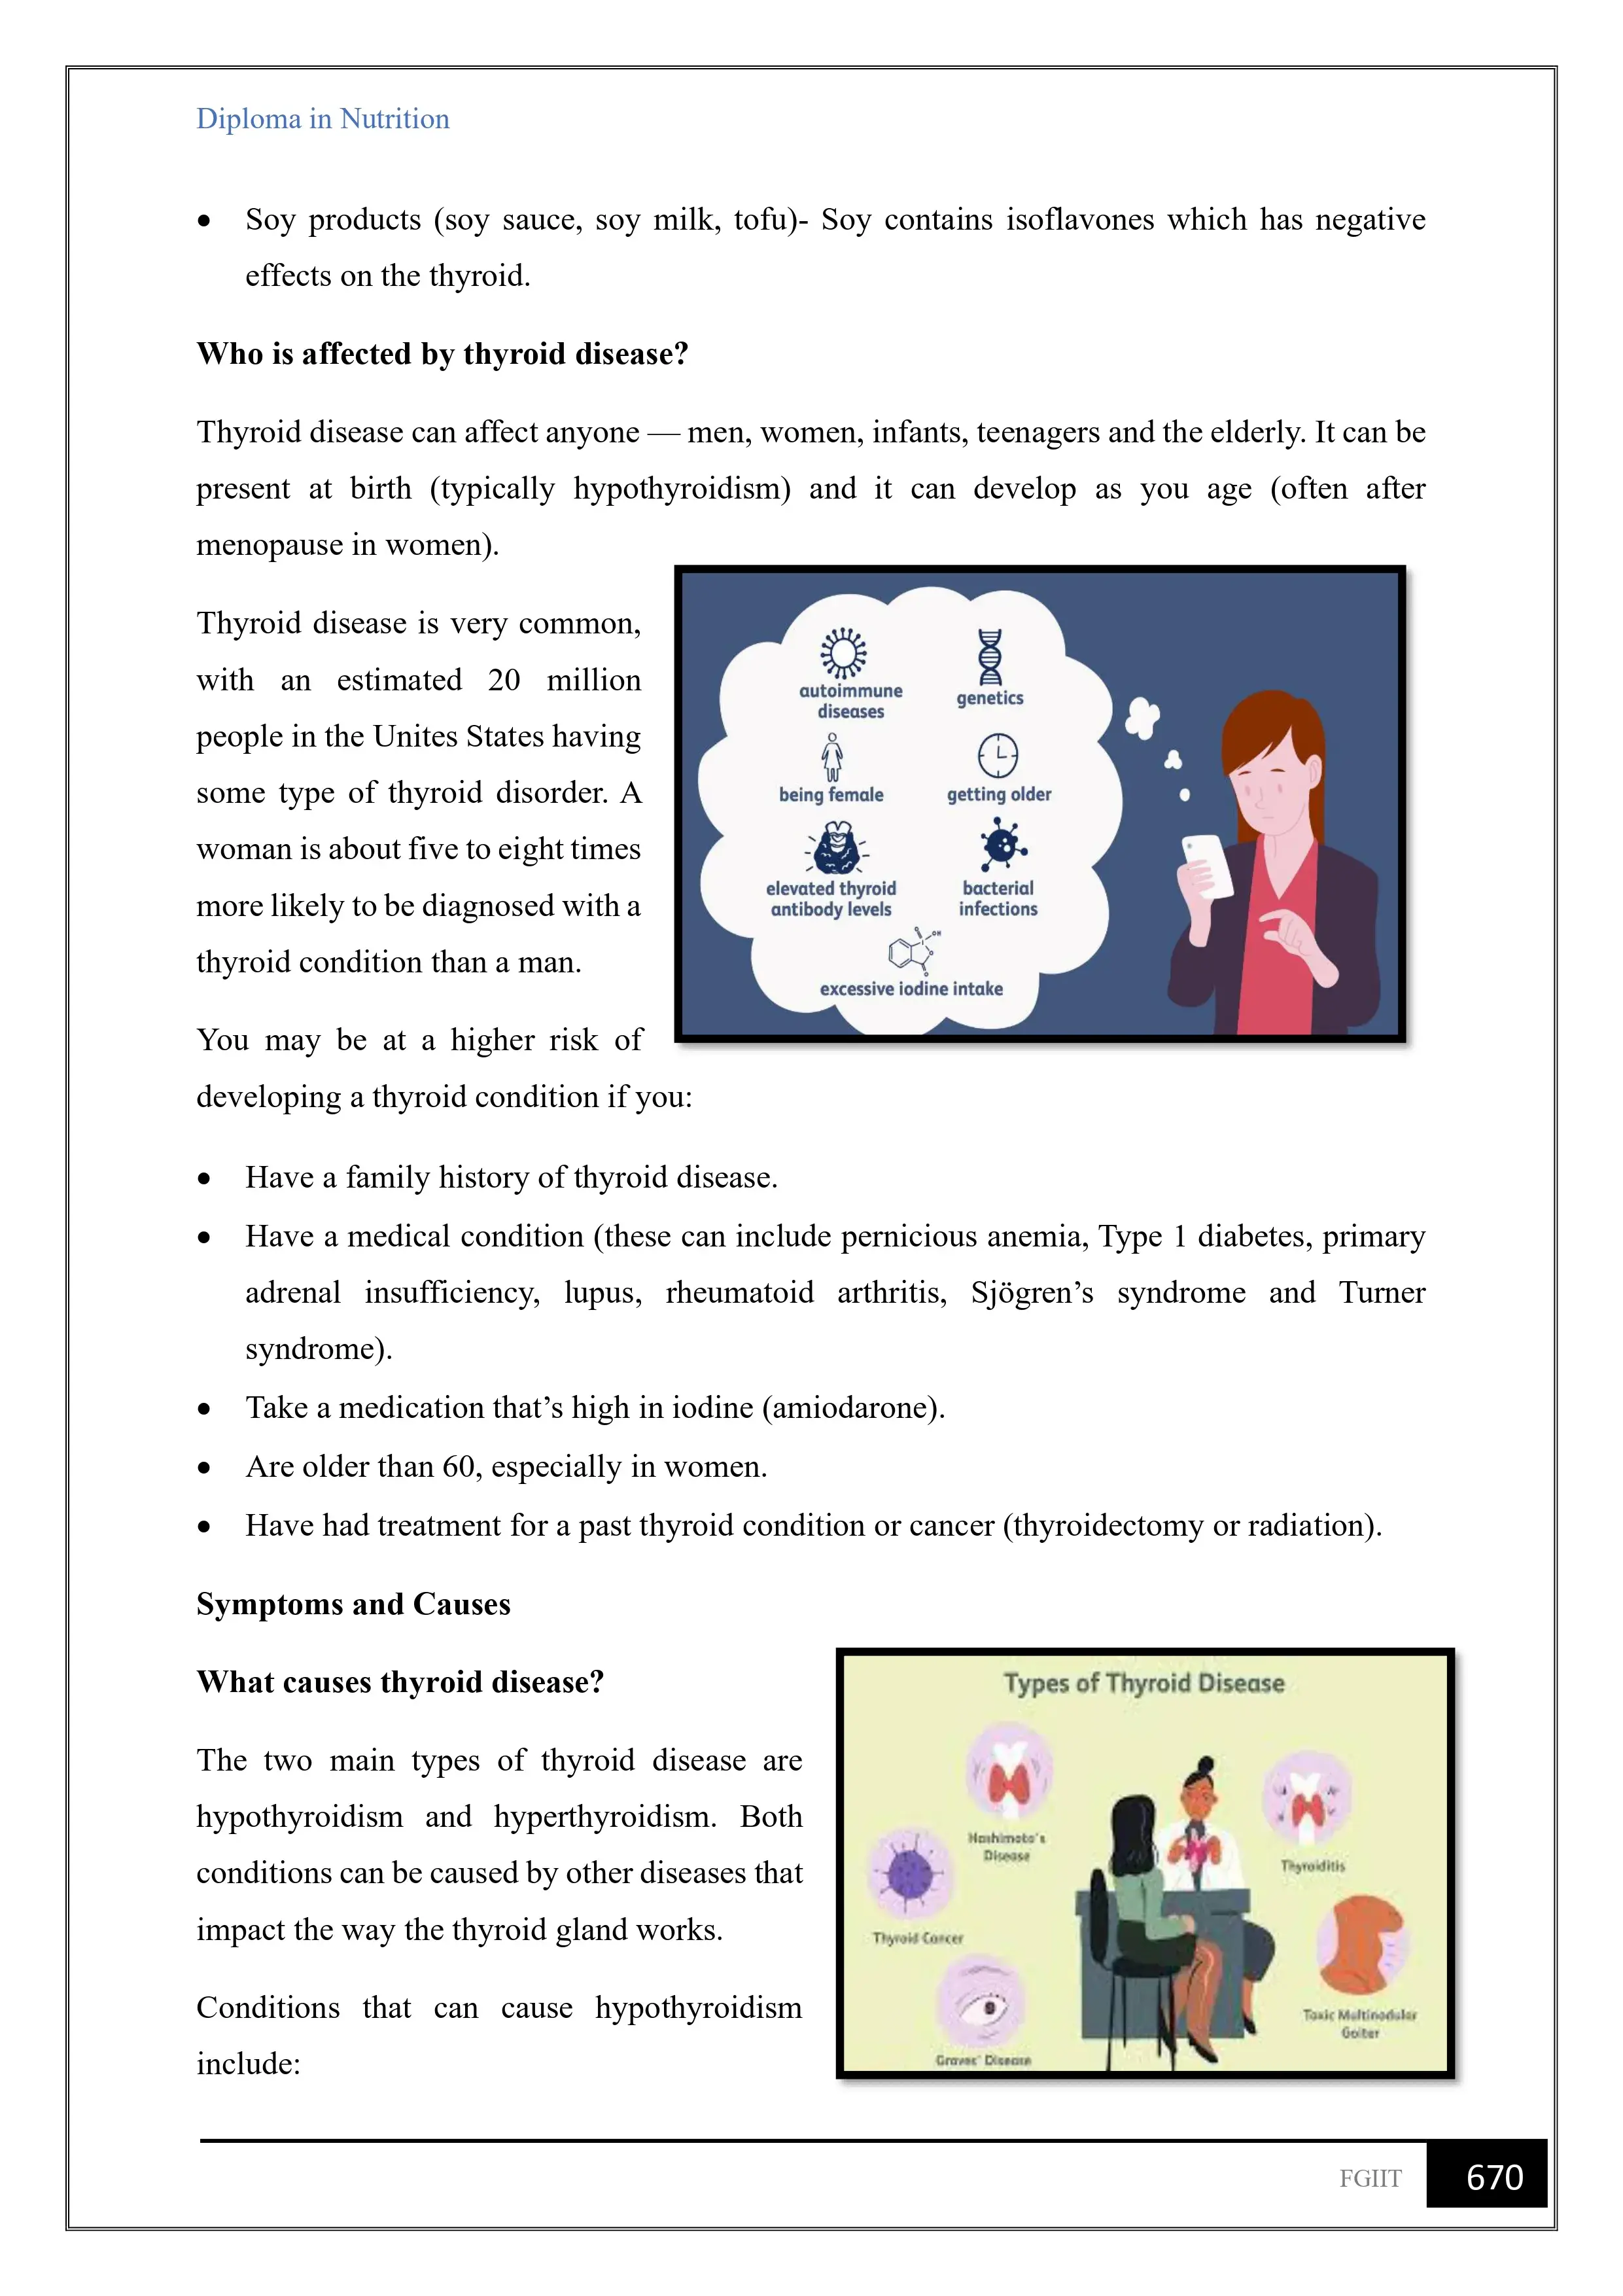 Diploma in Nutrition
• Soy products (soy sauce, soy milk, tofu)- Soy contains isoflavones which has negative
effects on the thyroid.
Who is affected by thyroid disease?
Thyroid disease can affect anyone — men, women, infants, teenagers and the elderly. It can be
present at birth (typically hypothyroidism) and it can develop as you age (often after
menopause in women).
Thyroid disease is very common,
with an estimated 20 million
people in the Unites States having
some type of thyroid disorder. A
woman is about five to eight times
more likely to be diagnosed with a
thyroid condition than a man.
autoimmune
diseases
genetics
being female
getting older
elevated thyroid
antibody levels
bacterial
infections
excessive iodine intake
You may be at a higher risk of
developing a thyroid condition if you:
• Have a family history of thyroid disease.
• Have a medical condition (these can include pernicious anemia, Type 1 diabetes, primary
adrenal insufficiency, lupus, rheumatoid arthritis, Sjögren’s syndrome and Turner
syndrome).
• Take a medication that’s high in iodine (amiodarone).
• Are older than 60, especially in women.
• Have had treatment for a past thyroid condition or cancer (thyroidectomy or radiation).
Symptoms and Causes
What causes thyroid disease?
The two main types of thyroid disease are
hypothyroidism and hyperthyroidism. Both
conditions can be caused by other diseases that
impact the way the thyroid gland works.
Conditions that can cause hypothyroidism
include:
Types of Thyroid Disease
Hashimoto's
Disease
Thyroiditis
Thyroid Cancer
Toxic Multinodular
Goiter
Graves' Disease
FGIIT
670